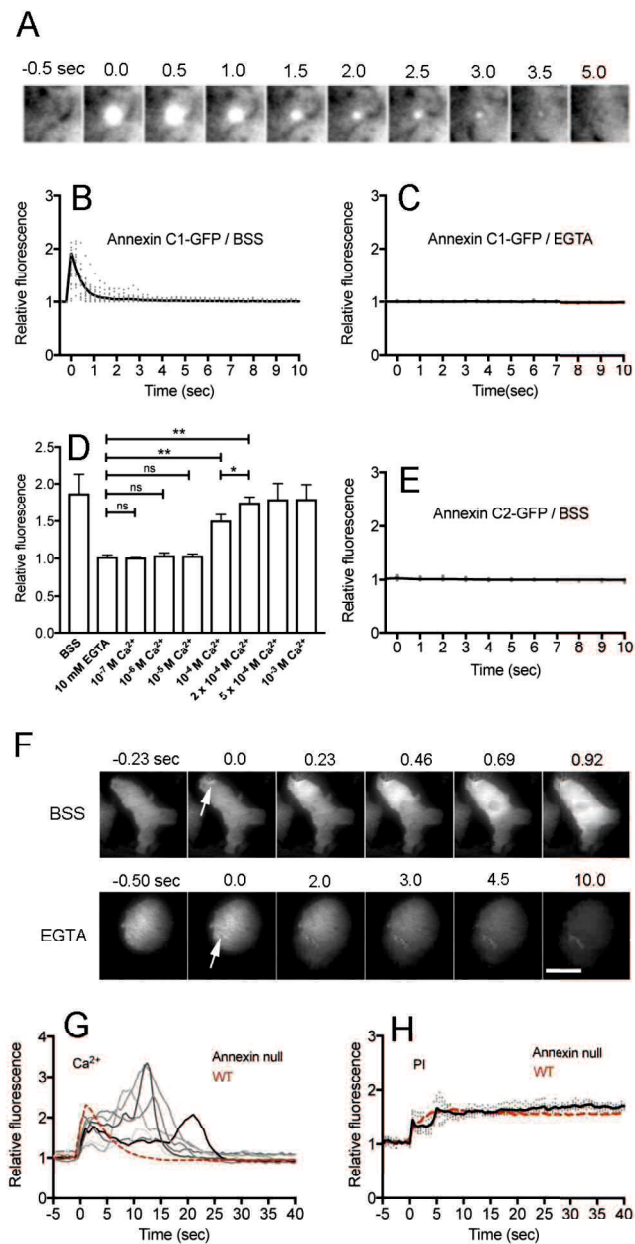 A
-0.5 sec 0.0 0.5 1.0 1.5 2.0 2.5 3.0 3.5 5.0
B
Annexin C1-GFP / BSS
Relative fluorescence
3
2
1
0
0 1 2 3 4 5 6 7 8 9 10
Time (sec)
C
Annexin C1-GFP / EGTA
Relative fluorescence
3
2
1
0
0 1 2 3 4 5 6 7 8 9 10
Time(sec)
D
Relative fluorescence
2.5
2.0
1.5
1.0
0.5
0.0
**
**
ns
*
ns
ns
BSS
10 mM EGTA
10⁻⁷ M Ca²⁺
10⁻⁶ M Ca²⁺
10⁻⁵ M Ca²⁺
10⁻⁴ M Ca²⁺
2 x 10⁻⁴ M Ca²⁺
5 x 10⁻⁴ M Ca²⁺
10⁻³ M Ca²⁺
E
Annexin C2-GFP / BSS
Relative fluorescence
3
2
1
0
0 1 2 3 4 5 6 7 8 9 10
Time (sec)
F
-0.23 sec 0.0 0.23 0.46 0.69 0.92
BSS
-0.50 sec 0.0 2.0 3.0 4.5 10.0
EGTA
G
Ca²⁺
Annexin null
WT
Relative fluorescence
4
3
2
1
0
-5 0 5 10 15 20 25 30 35 40
Time (sec)
H
PI
Annexin null
WT
Relative fluorescence
3
2
1
0
-5 0 5 10 15 20 25 30 35 40
Time (sec)